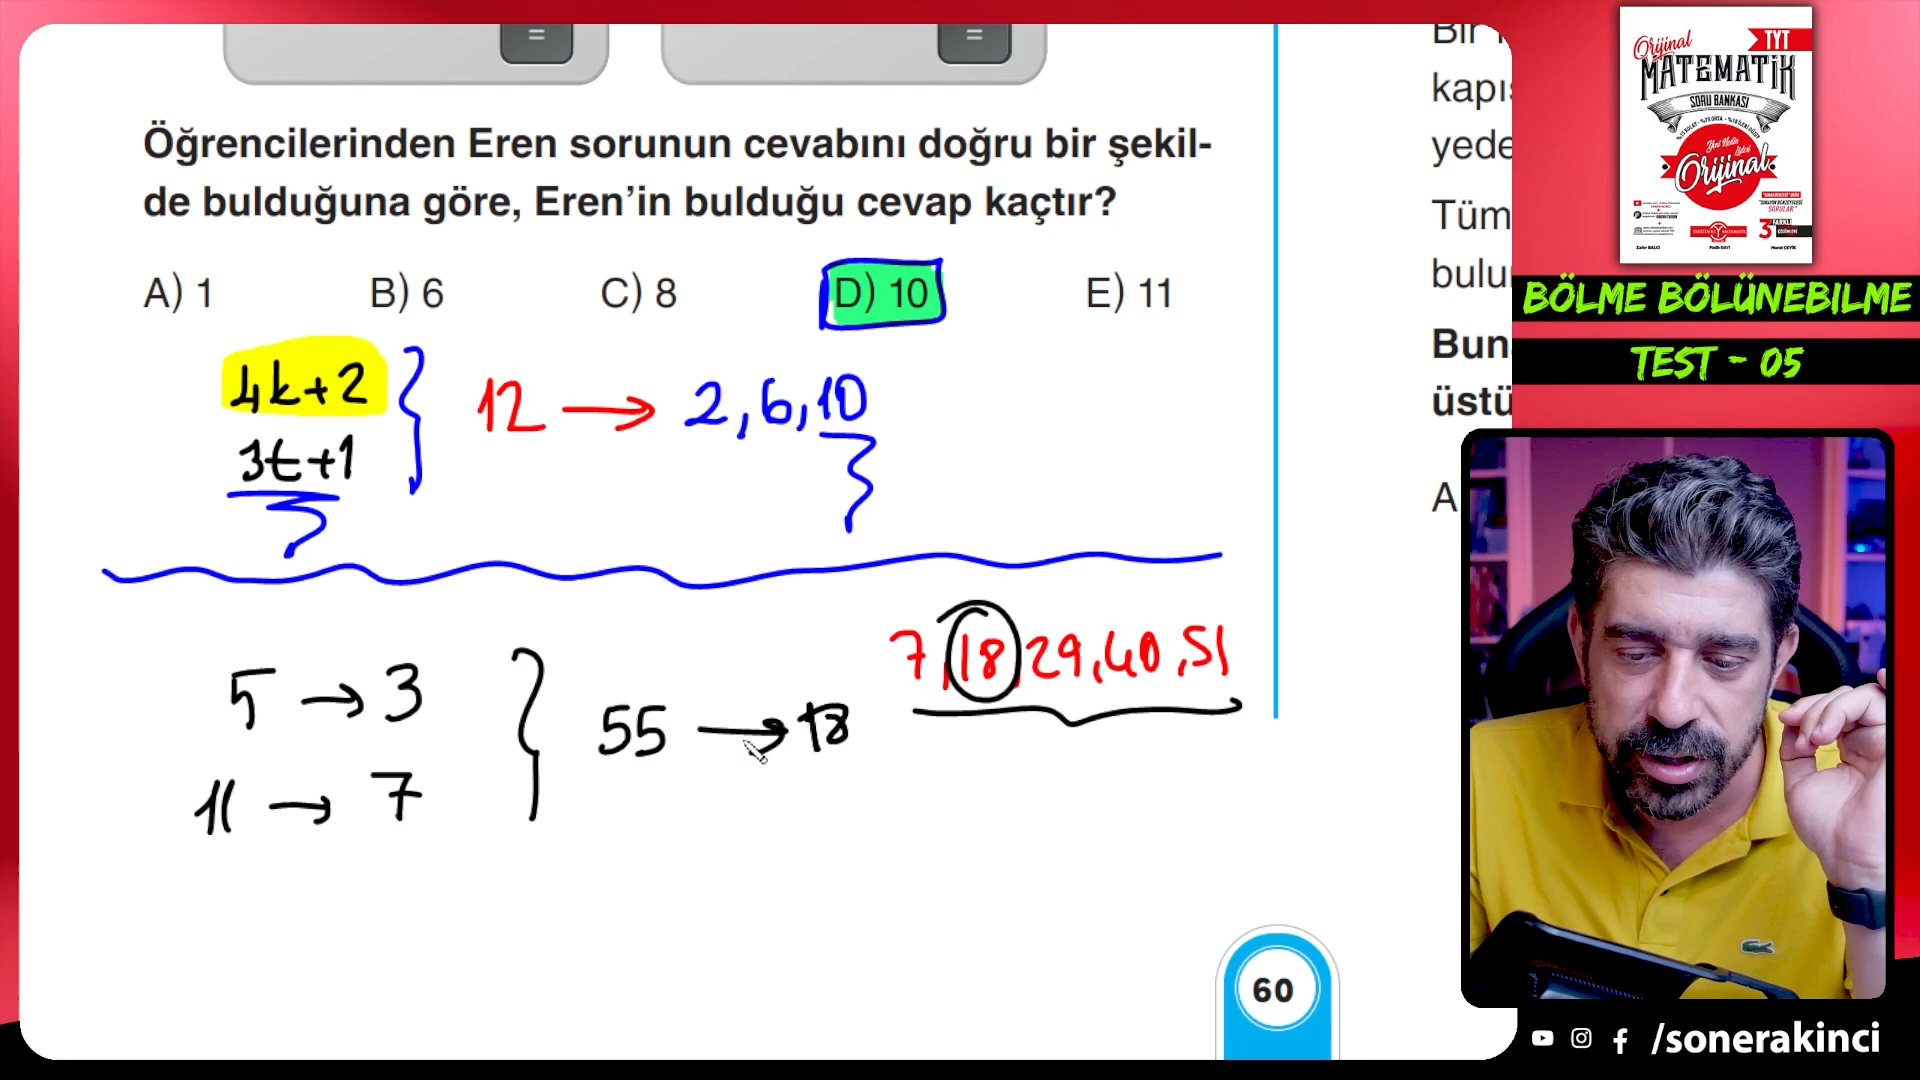 = =
Öğrencilerinden Eren sorunun cevabını doğru bir şekil-
de bulduğuna göre, Eren'in bulduğu cevap kaçtır?
A) 1 B) 6 C) 8 D) 10 E) 11
4k+2
3t+1
12 → 2, 6, 10
5 → 3
11 → 7
55 → 18
7, 18, 29, 40, 51
60
kapı
yede
Tüm
bulu
Bun
üstü
A
Orijinal
TYT
MATEMATİK
SORU BANKASI
Orijinal
BÖLME BÖLÜNEBILME
TEST - 05
/sonerakinci